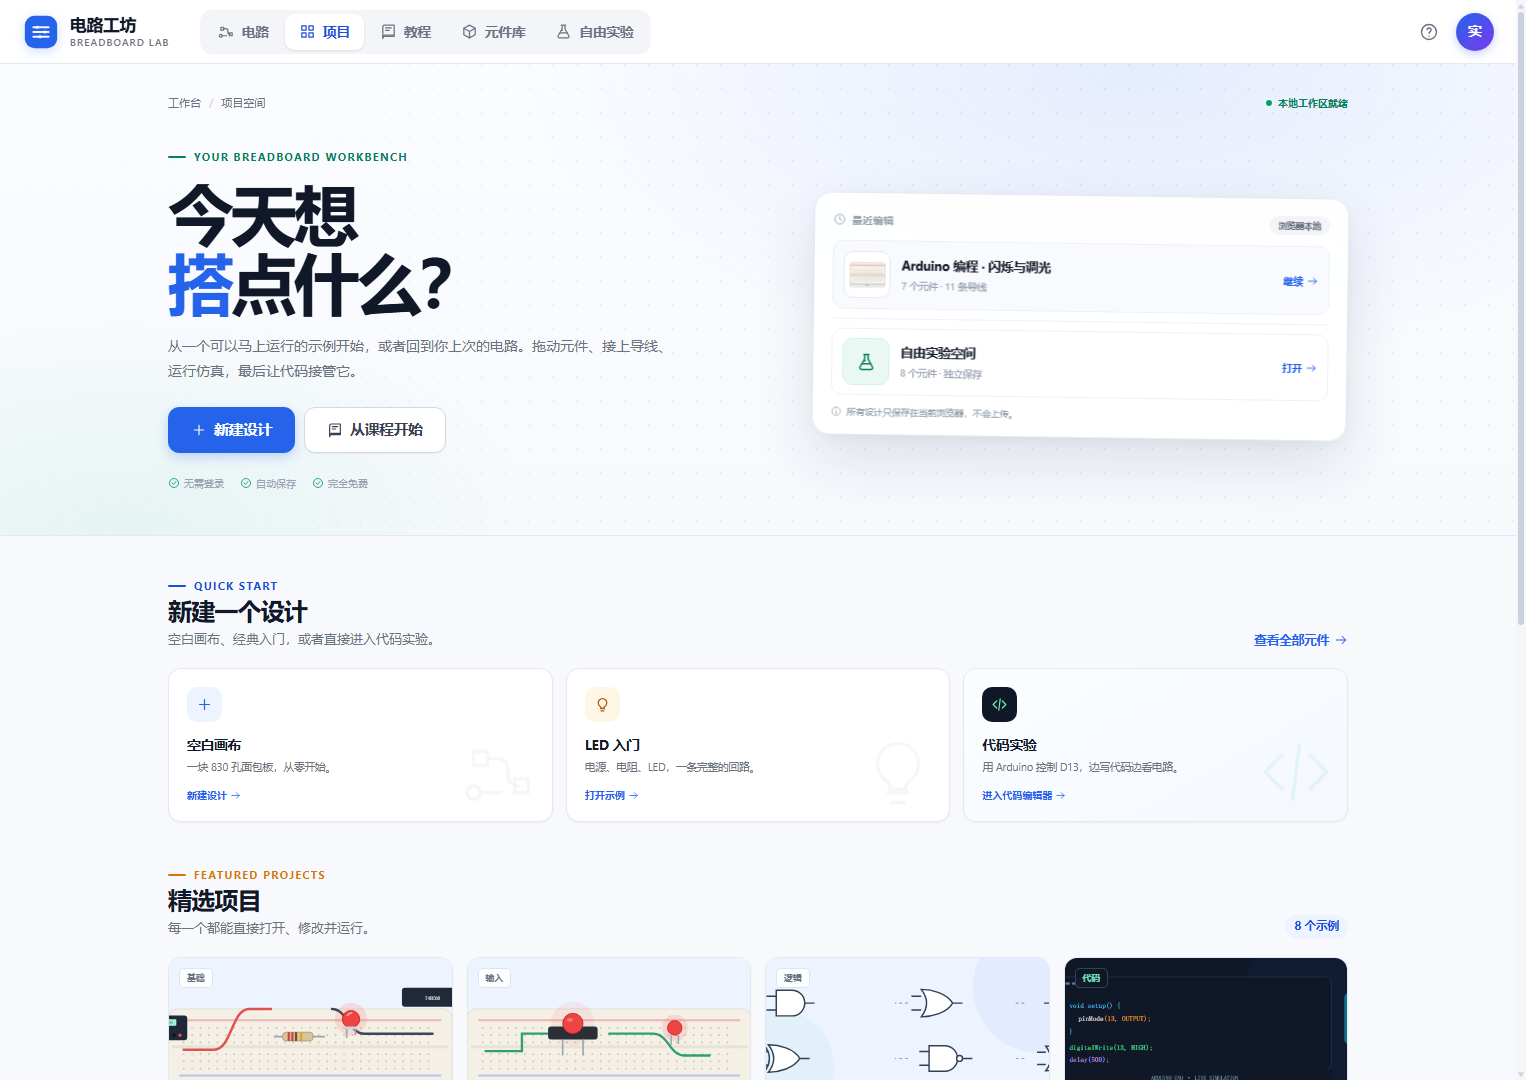 电路工坊
BREADBOARD LAB
电路
项目
教程
元件库
自由实验
实
工作台 / 项目空间
本地工作区就绪
YOUR BREADBOARD WORKBENCH
今天想
搭点什么?
从一个可以马上运行的示例开始，或者回到你上次的电路。拖动元件、接上导线、
运行仿真，最后让代码接管它。
新建设计
从课程开始
无需登录
自动保存
完全免费
最近编辑
浏览器本地
Arduino 编程 · 闪烁与调光
7 个元件 · 11 条导线
继续 →
自由实验空间
8 个元件 · 独立保存
打开 →
所有设计只保存在当前浏览器，不会上传。
QUICK START
新建一个设计
空白画布、经典入门，或者直接进入代码实验。
查看全部元件 →
空白画布
一块 830 孔面包板，从零开始。
新建设计 →
LED 入门
电源、电阻、LED，一条完整的回路。
打开示例 →
代码实验
用 Arduino 控制 D13，边写代码边看电路。
进入代码编辑器 →
FEATURED PROJECTS
精选项目
每一个都能直接打开、修改并运行。
8 个示例
基础
输入
逻辑
代码
void setup() {
pinMode(13, OUTPUT);
}
digitalWrite(13, HIGH);
delay(500);
ARDUINO UNO • LIVE SIMULATION